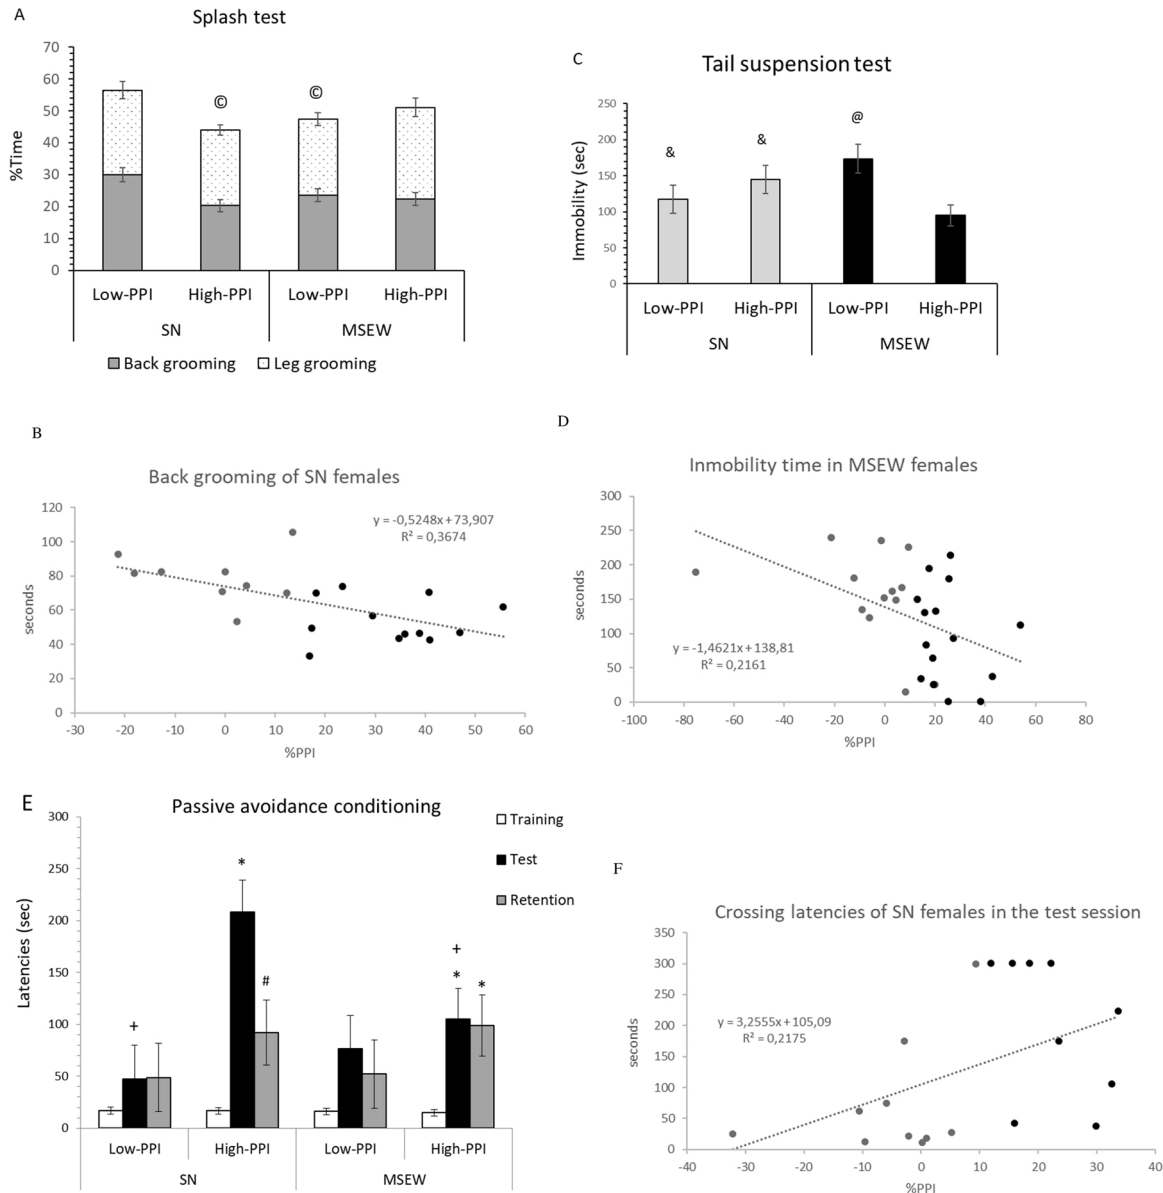 A
Splash test
%Time
70
60
50
40
30
20
10
0
©
©
Low-PPI High-PPI Low-PPI High-PPI
SN MSEW
Back grooming Leg grooming
C
Tail suspension test
Immobility (sec)
250
200
150
100
50
0
& & @
Low-PPI High-PPI Low-PPI High-PPI
SN MSEW
B
Back grooming of SN females
y = -0,5248x + 73,907
R² = 0,3674
seconds
120
100
80
60
40
20
0
-30 -20 -10 0 10 20 30 40 50 60
%PPI
D
Inmobility time in MSEW females
y = -1,4621x + 138,81
R² = 0,2161
seconds
300
250
200
150
100
50
0
-100 -80 -60 -40 -20 0 20 40 60 80
%PPI
E
Passive avoidance conditioning
Training
Test
Retention
Latencies (sec)
300
250
200
150
100
50
0
+ * # + * *
Low-PPI High-PPI Low-PPI High-PPI
SN MSEW
F
Crossing latencies of SN females in the test session
y = 3,2555x + 105,09
R² = 0,2175
seconds
350
300
250
200
150
100
50
0
-40 -30 -20 -10 0 10 20 30 40
%PPI